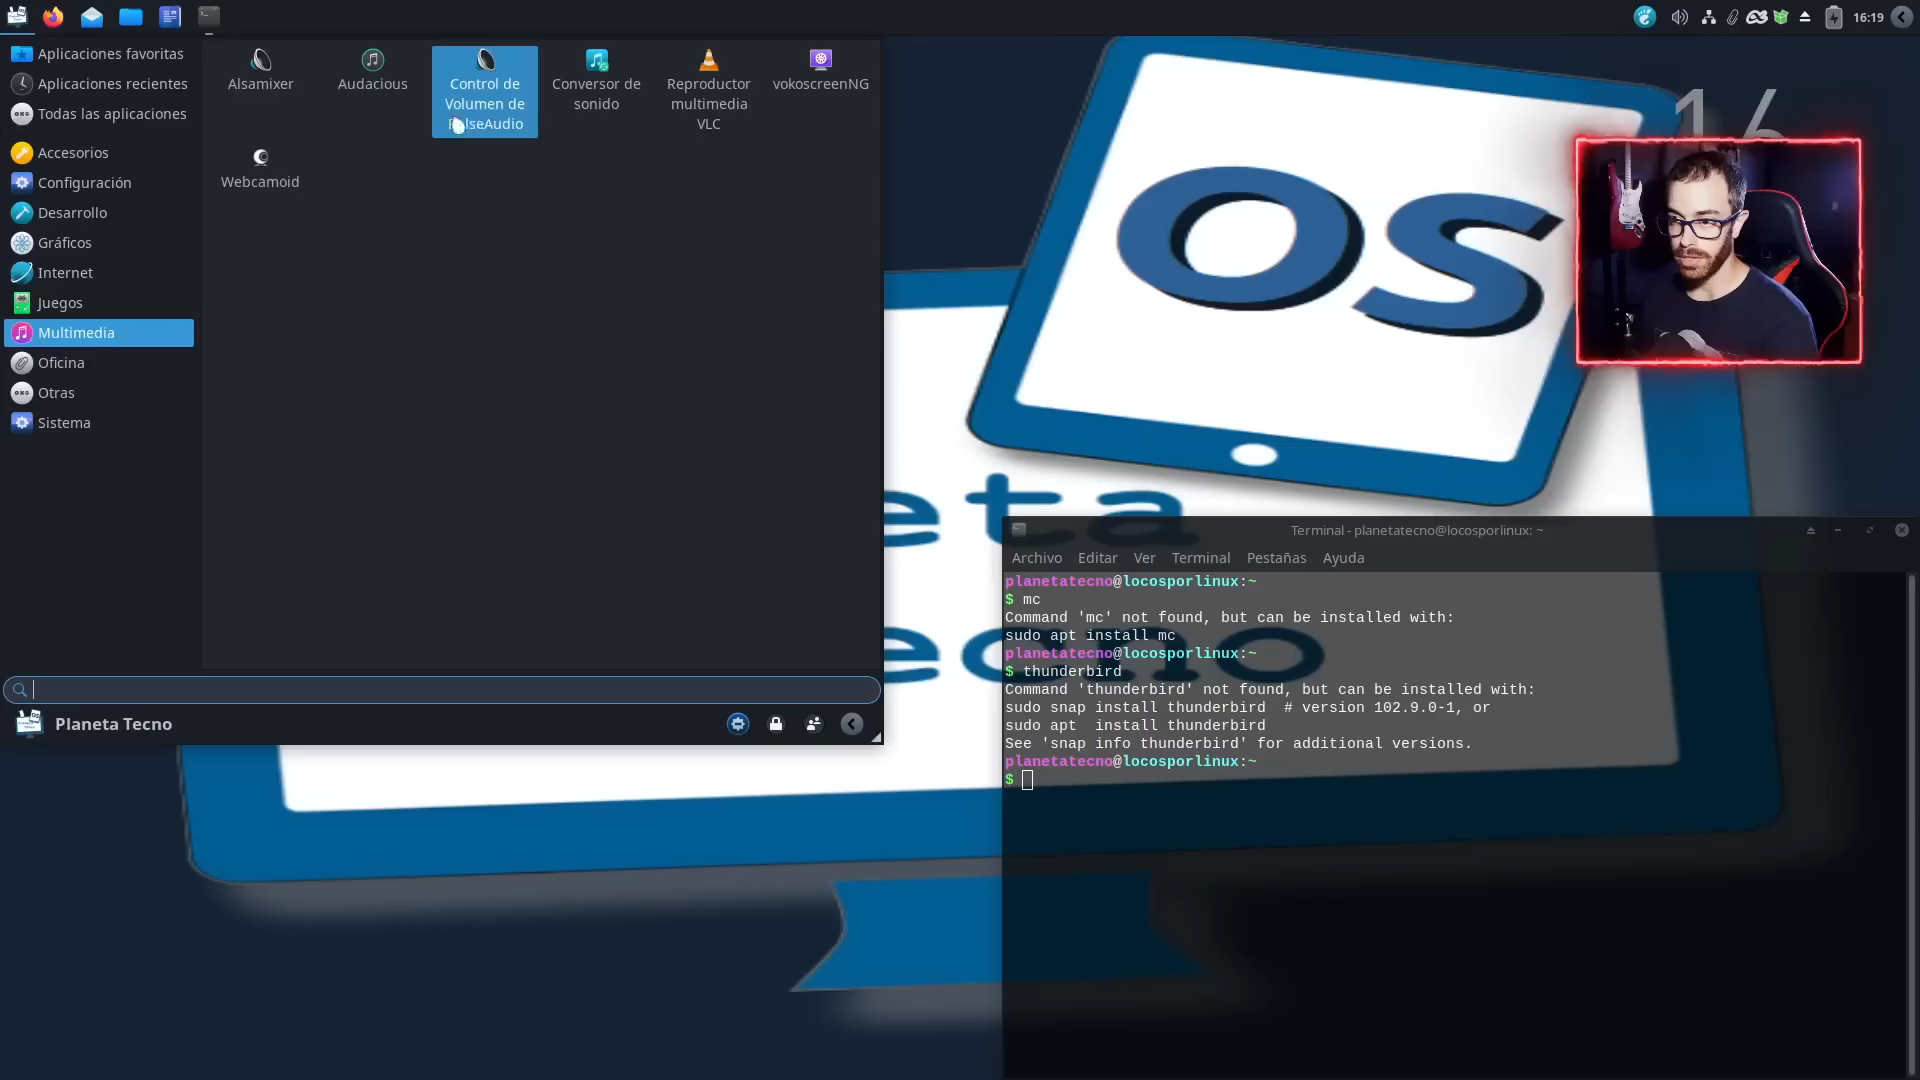 16:19
Aplicaciones favoritas
Aplicaciones recientes
Todas las aplicaciones
Accesorios
Configuración
Desarrollo
Gráficos
Internet
Juegos
Multimedia
Oficina
Otras
Sistema
Alsamixer
Audacious
Control de
Volumen de
Conversor de
sonido
Reproductor
multimedia
VLC
vokoscreenNG
Webcamoid
Planeta Tecno
16
OS
eta
ecno
Terminal - planetatecno@locosporlinux: ~
Archivo Editar Ver Terminal Pestañas Ayuda
planetatecno@locosporlinux:~
$ mc
Command 'mc' not found, but can be installed with:
sudo apt install mc
planetatecno@locosporlinux:~
$ thunderbird
Command 'thunderbird' not found, but can be installed with:
sudo snap install thunderbird  # version 102.9.0-1, or
sudo apt  install thunderbird
See 'snap info thunderbird' for additional versions.
planetatecno@locosporlinux:~
$